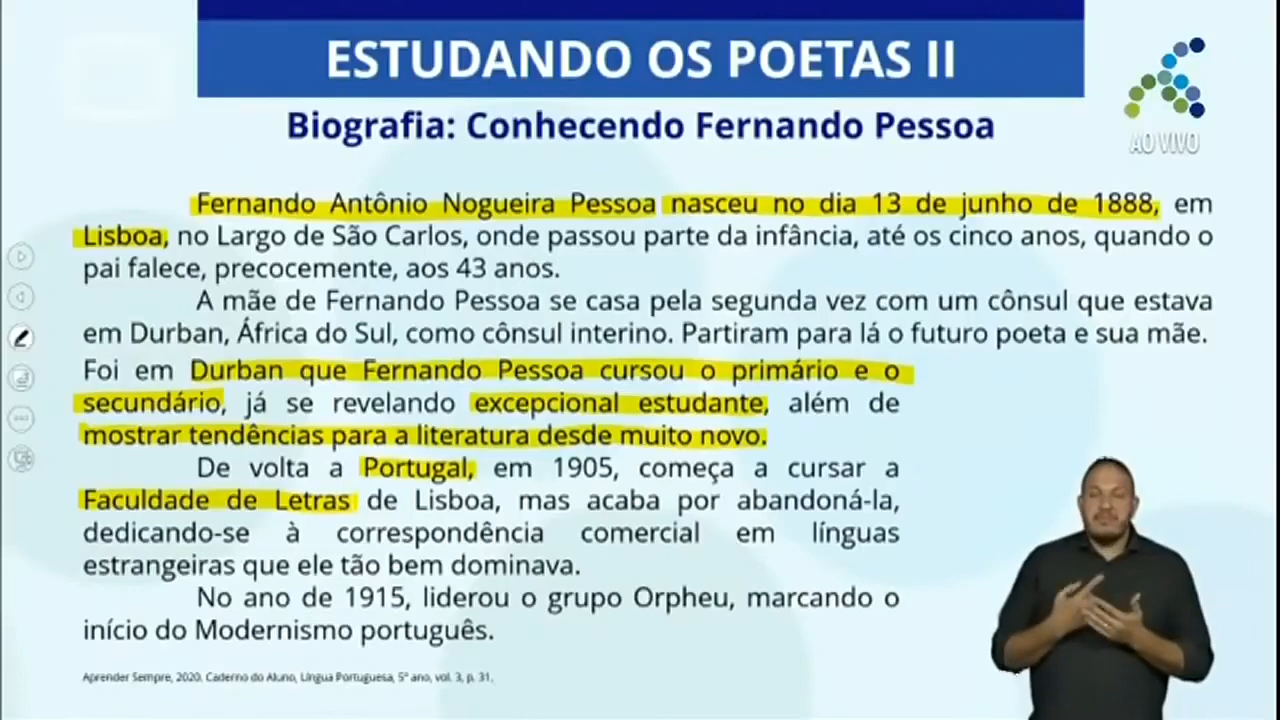 ESTUDANDO OS POETAS II
Biografia: Conhecendo Fernando Pessoa
AO VIVO
Fernando Antônio Nogueira Pessoa nasceu no dia 13 de junho de 1888, em
Lisboa, no Largo de São Carlos, onde passou parte da infância, até os cinco anos, quando o
pai falece, precocemente, aos 43 anos.
A mãe de Fernando Pessoa se casa pela segunda vez com um cônsul que estava
em Durban, África do Sul, como cônsul interino. Partiram para lá o futuro poeta e sua mãe.
Foi em Durban que Fernando Pessoa cursou o primário e o
secundário, já se revelando excepcional estudante, além de
mostrar tendências para a literatura desde muito novo.
De volta a Portugal, em 1905, começa a cursar a
Faculdade de Letras de Lisboa, mas acaba por abandoná-la,
dedicando-se à correspondência comercial em línguas
estrangeiras que ele tão bem dominava.
No ano de 1915, liderou o grupo Orpheu, marcando o
início do Modernismo português.
Aprender Sempre, 2020, Caderno do Aluno, Língua Portuguesa, 5º ano, vol. 3, p. 31.